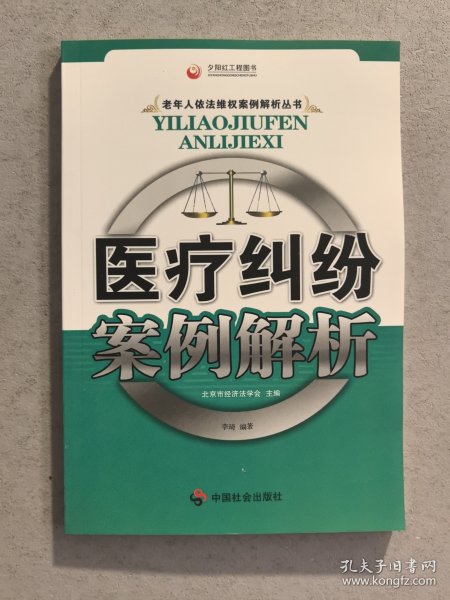 夕阳红工程图书
老年人依法维权案例解析丛书
YILIAOJIUFEN
ANLIJIEXI
医疗纠纷
案例解析
北京市经济法学会 主编
李琦 编著
中国社会出版社
孔夫子旧书网
www.kongfz.com